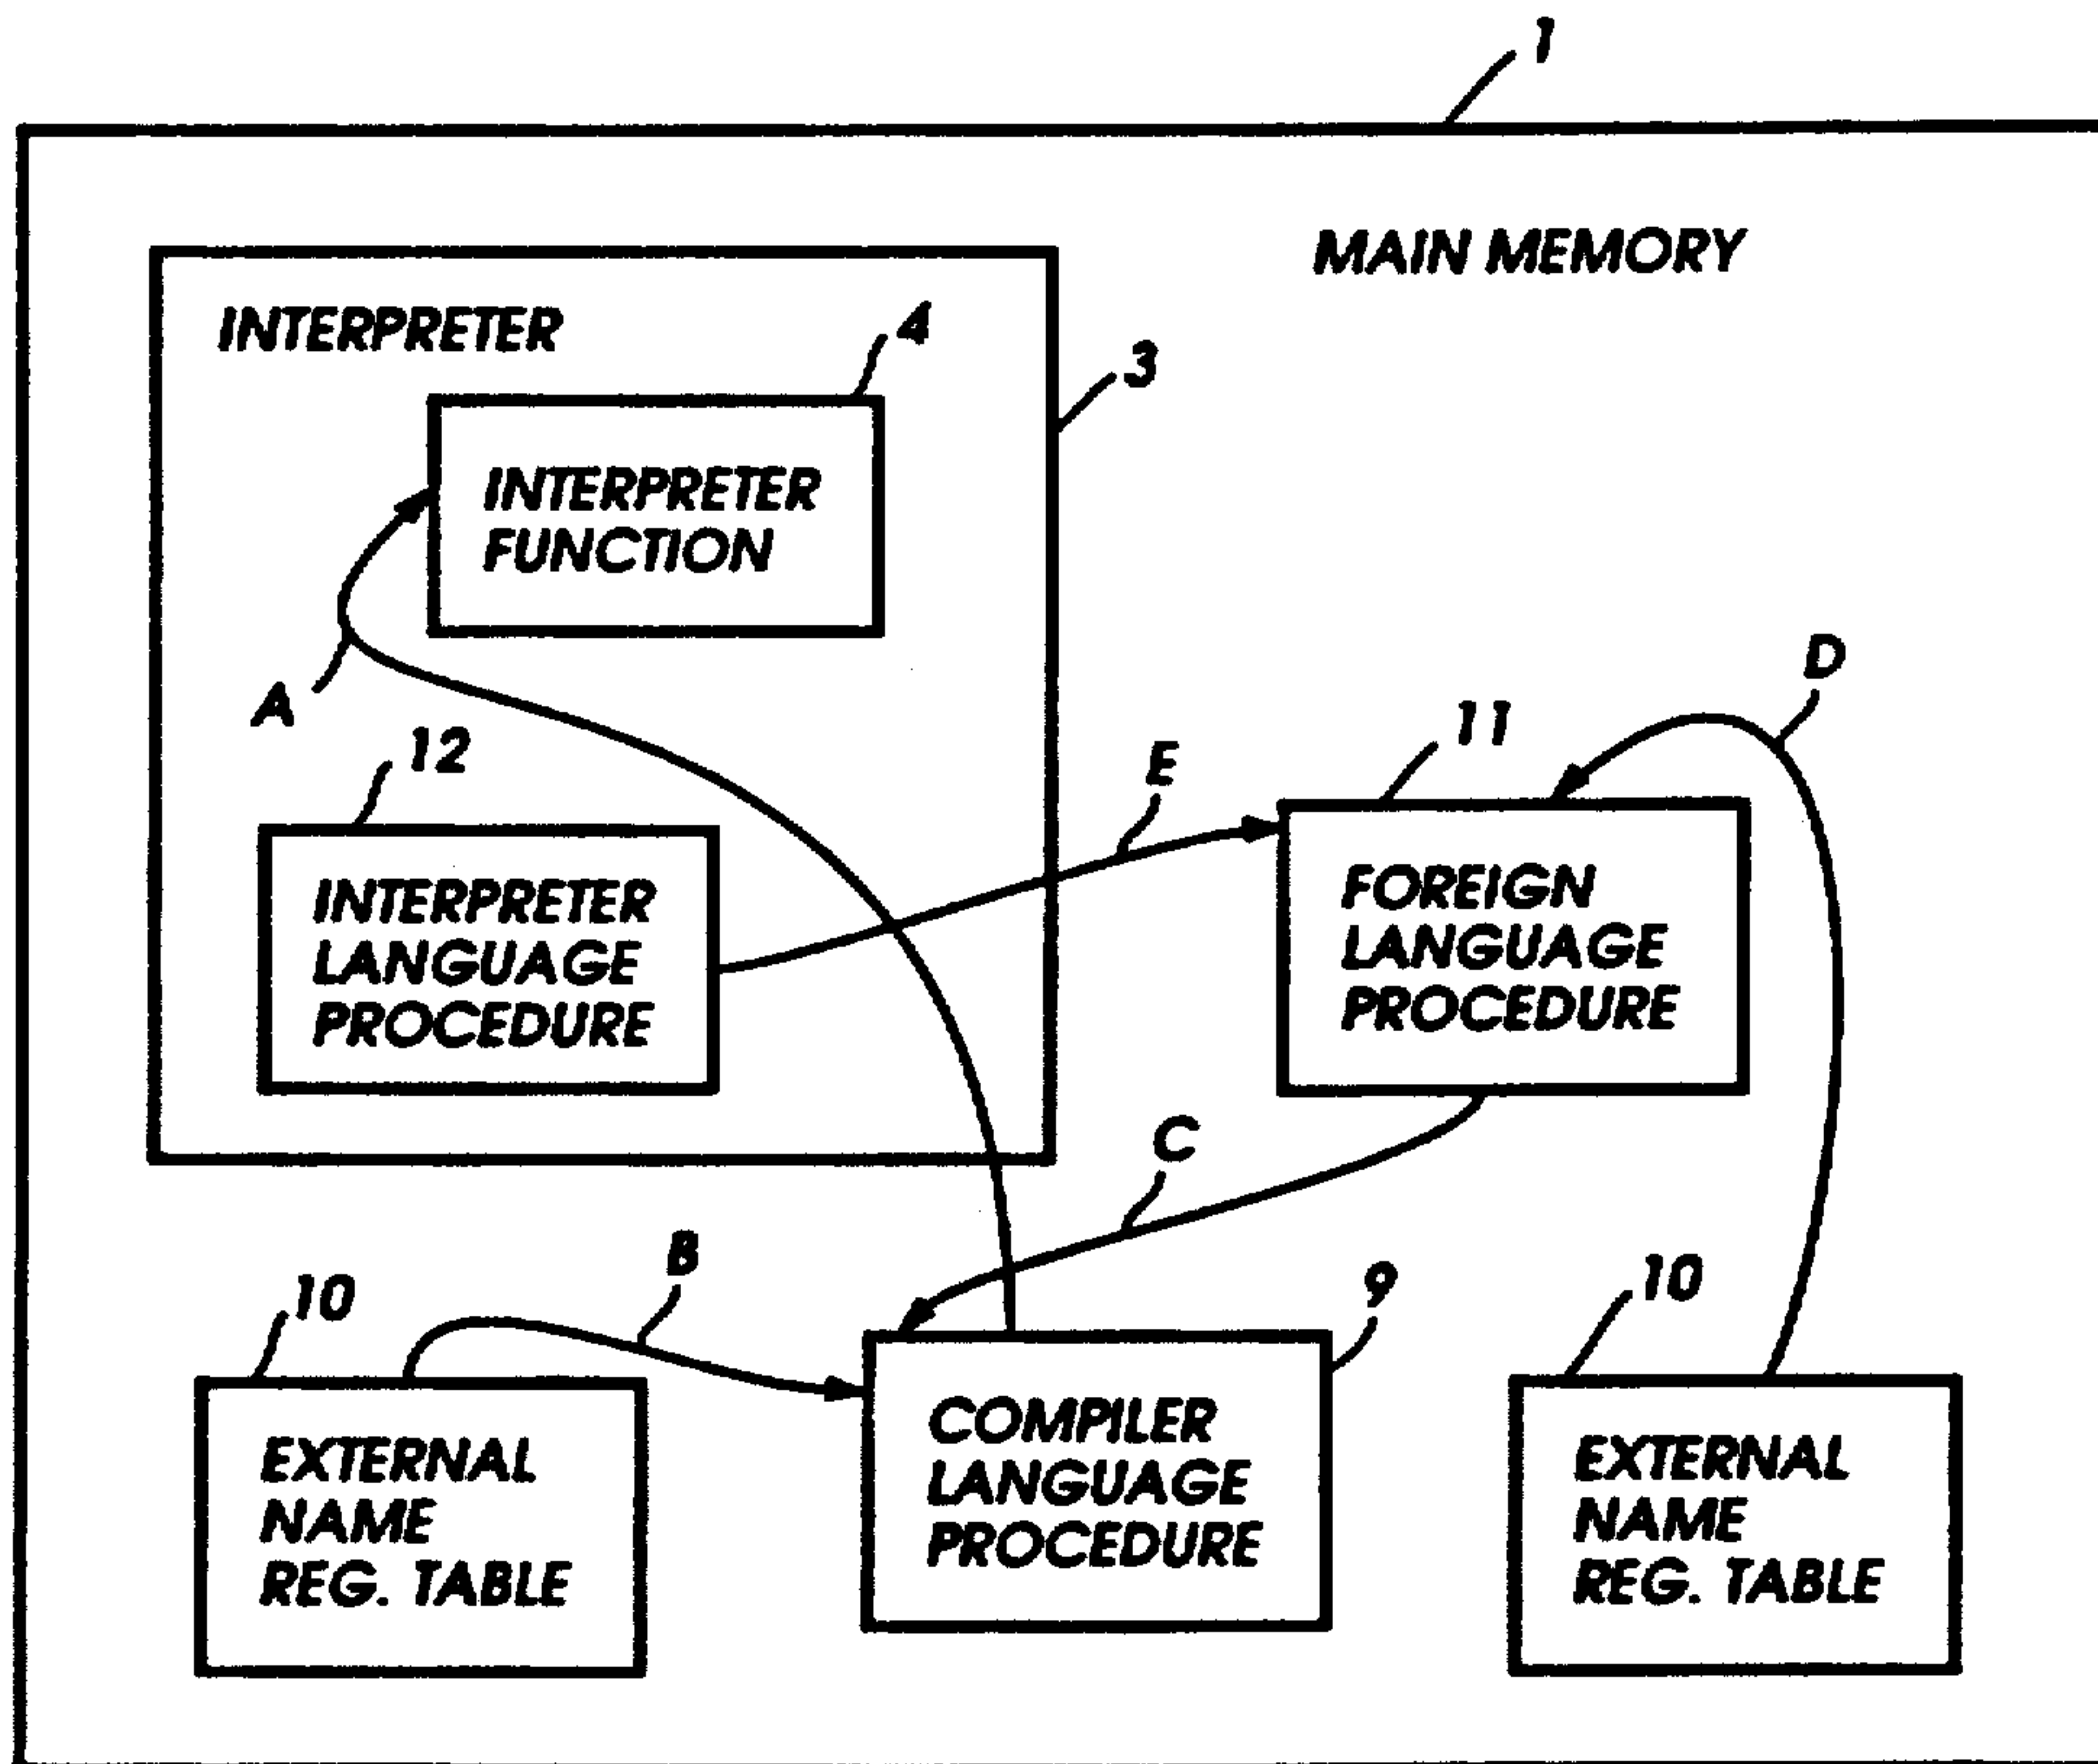 1
MAIN MEMORY
INTERPRETER
4
3
INTERPRETER
FUNCTION
A
D
12
E
11
INTERPRETER
LANGUAGE
PROCEDURE
FOREIGN
LANGUAGE
PROCEDURE
C
B
10
9
10
EXTERNAL
NAME
REG. TABLE
COMPILER
LANGUAGE
PROCEDURE
EXTERNAL
NAME
REG. TABLE